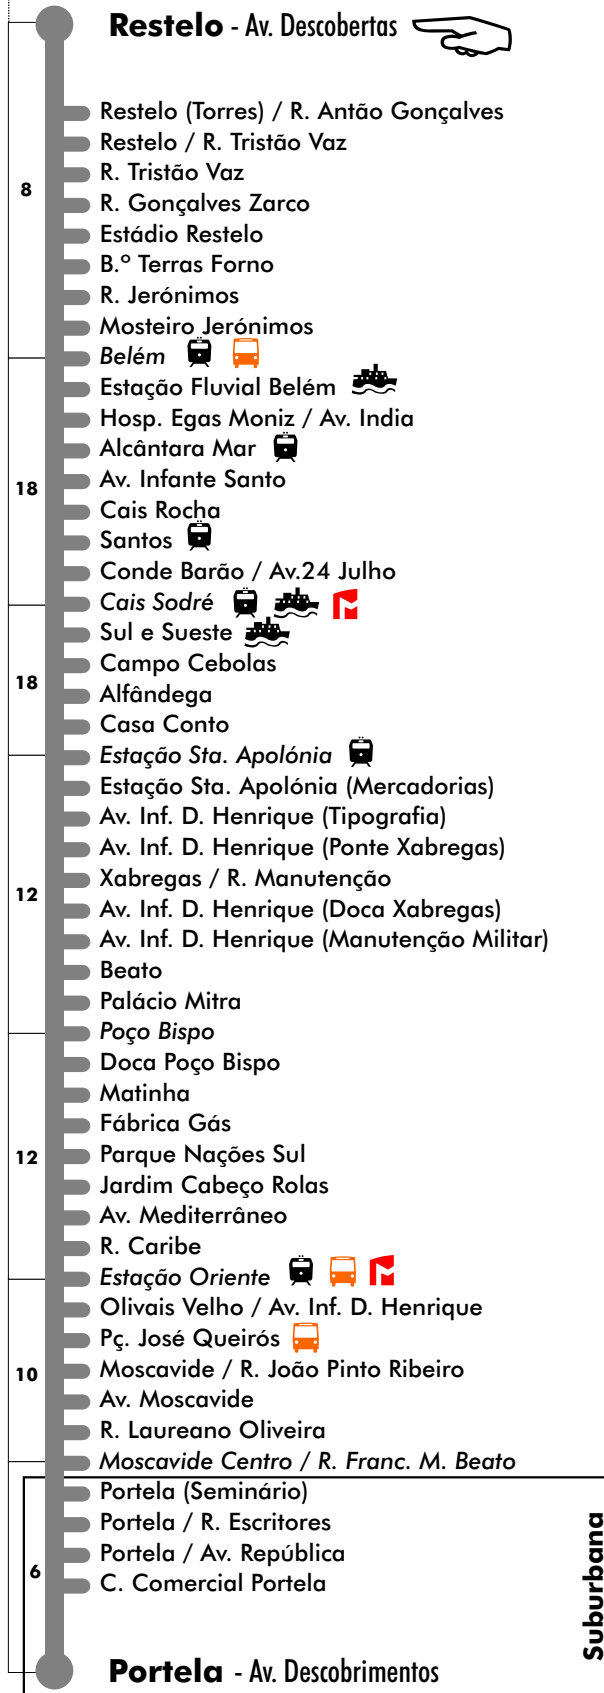 Restelo - Av. Descobertas
Restelo (Torres) / R. Antão Gonçalves
Restelo / R. Tristão Vaz
R. Tristão Vaz
8
R. Gonçalves Zarco
Estádio Restelo
B.º Terras Forno
R. Jerónimos
Mosteiro Jerónimos
Belém
Estação Fluvial Belém
Hosp. Egas Moniz / Av. India
Alcântara Mar
Av. Infante Santo
18
Cais Rocha
Santos
Conde Barão / Av.24 Julho
Cais Sodré
Sul e Sueste
Campo Cebolas
18
Alfândega
Casa Conto
Estação Sta. Apolónia
Estação Sta. Apolónia (Mercadorias)
Av. Inf. D. Henrique (Tipografia)
Av. Inf. D. Henrique (Ponte Xabregas)
Xabregas / R. Manutenção
12
Av. Inf. D. Henrique (Doca Xabregas)
Av. Inf. D. Henrique (Manutenção Militar)
Beato
Palácio Mitra
Poço Bispo
Doca Poço Bispo
Matinha
Fábrica Gás
Parque Nações Sul
12
Jardim Cabeço Rolas
Av. Mediterrâneo
R. Caribe
Estação Oriente
Olivais Velho / Av. Inf. D. Henrique
Pç. José Queirós
Moscavide / R. João Pinto Ribeiro
10
Av. Moscavide
R. Laureano Oliveira
Moscavide Centro / R. Franc. M. Beato
Portela (Seminário)
Portela / R. Escritores
Portela / Av. República
6
C. Comercial Portela
Suburbana
Portela - Av. Descobrimentos